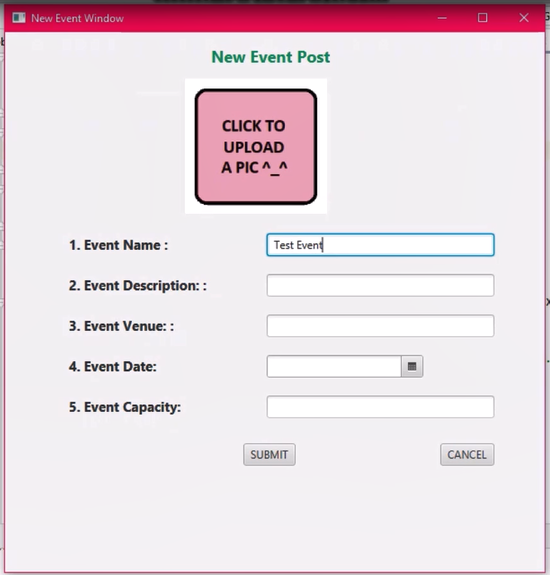 New Event Window
New Event Post
CLICK TO
UPLOAD
A PIC ^_^
1. Event Name :
Test Event
2. Event Description: :
3. Event Venue: :
4. Event Date:
5. Event Capacity:
SUBMIT
CANCEL